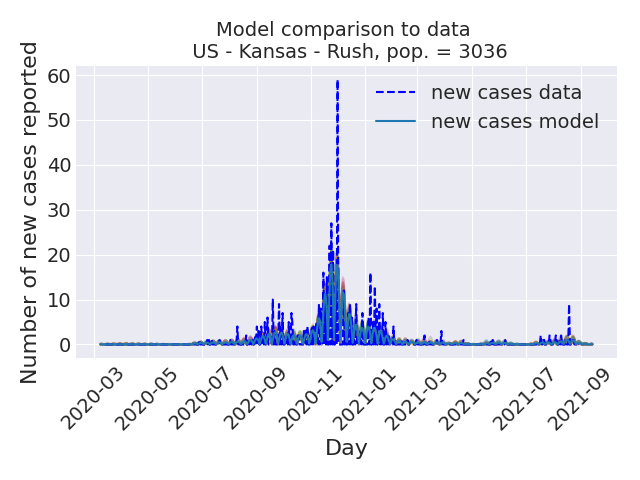 Model comparison to data
US - Kansas - Rush, pop. = 3036
Number of new cases reported
60
50
40
30
20
10
0
new cases data
new cases model
2020-03
2020-05
2020-07
2020-09
2020-11
2021-01
2021-03
2021-05
2021-07
2021-09
Day